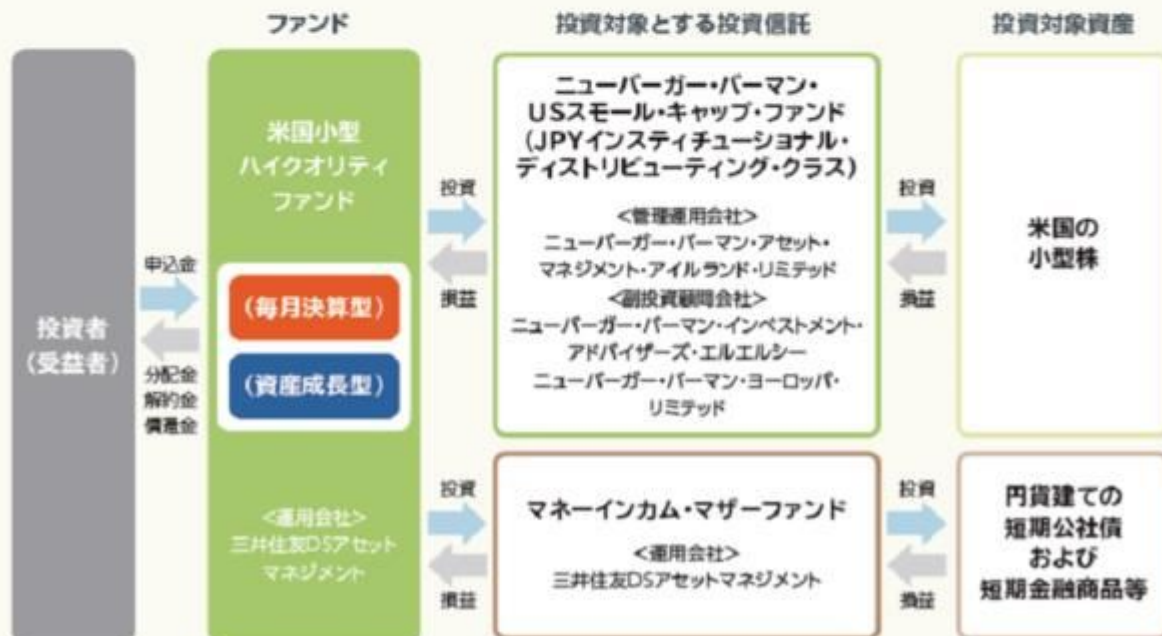 ファンド
投資対象とする投資信託
投資対象資産
投資者
(受益者)
申込金
分配金
解約金
償還金
米国小型
ハイクオリティ
ファンド
(毎月決算型)
(資産成長型)
<運用会社>
三井住友DSアセット
マネジメント
投資
損益
ニューバーガー・バーマン・
USスモール・キャップ・ファンド
(JPYインスティチューショナル・
ディストリビューティング・クラス)
<管理運用会社>
ニューバーガー・バーマン・アセット・
マネジメント・アイルランド・リミテッド
<副投資顧問会社>
ニューバーガー・バーマン・インベストメント・
アドバイザーズ・エルエルシー
ニューバーガー・バーマン・ヨーロッパ・
リミテッド
投資
損益
米国の
小型株
投資
損益
マネーインカム・マザーファンド
<運用会社>
三井住友DSアセットマネジメント
投資
損益
円貨建ての
短期公社債
および
短期金融商品等